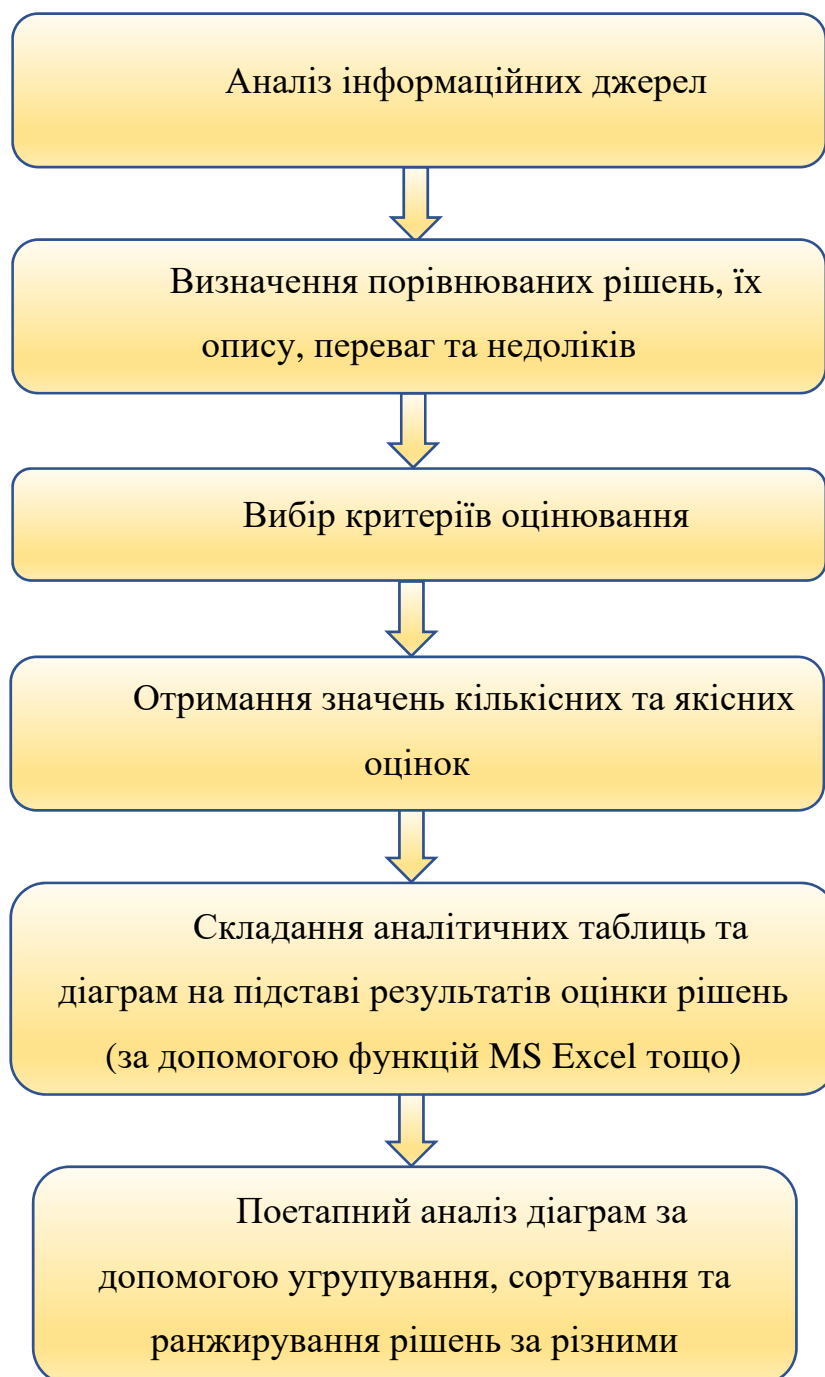 Аналіз інформаційних джерел
Визначення порівнюваних рішень, їх
опису, переваг та недоліків
Вибір критеріїв оцінювання
Отримання значень кількісних та якісних
оцінок
Складання аналітичних таблиць та
діаграм на підставі результатів оцінки рішень
(за допомогою функцій MS Excel тощо)
Поетапний аналіз діаграм за
допомогою угрупування, сортування та
ранжирування рішень за різними